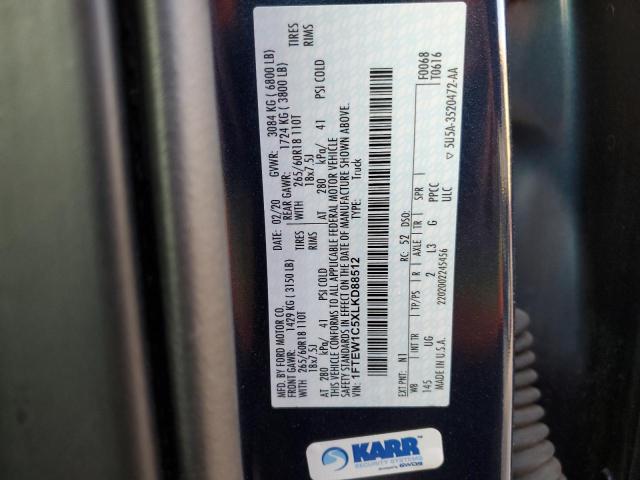 MFD. BY FORD MOTOR CO.
DATE: 02/20 GVWR: 3084 KG ( 6800 LB)
FRONT GAWR: 1429 KG ( 3150 LB) REAR GAWR: 1724 KG ( 3800 LB)
WITH 265/60R18 110T TIRES WITH 265/60R18 110T TIRES
18x7.5J RIMS 18x7.5J RIMS
AT 280 kPa/ 41 PSI COLD AT 280 kPa/ 41 PSI COLD
THIS VEHICLE CONFORMS TO ALL APPLICABLE FEDERAL MOTOR VEHICLE
SAFETY STANDARDS IN EFFECT ON THE DATE OF MANUFACTURE SHOWN ABOVE.
VIN: 1FTEW1C5XLKD88512 TYPE: Truck
F0068
T0616
EXT PNT: N1 RC: 52 DSO:
WB INT TR TP/PS R AXLE TR SPR
145 UG 2 L3 G PPCC
ULC
MADE IN U.S.A. 2202002245456 ▽ 5U5A-3520472-AA
KARR
SECURITY SYSTEMS